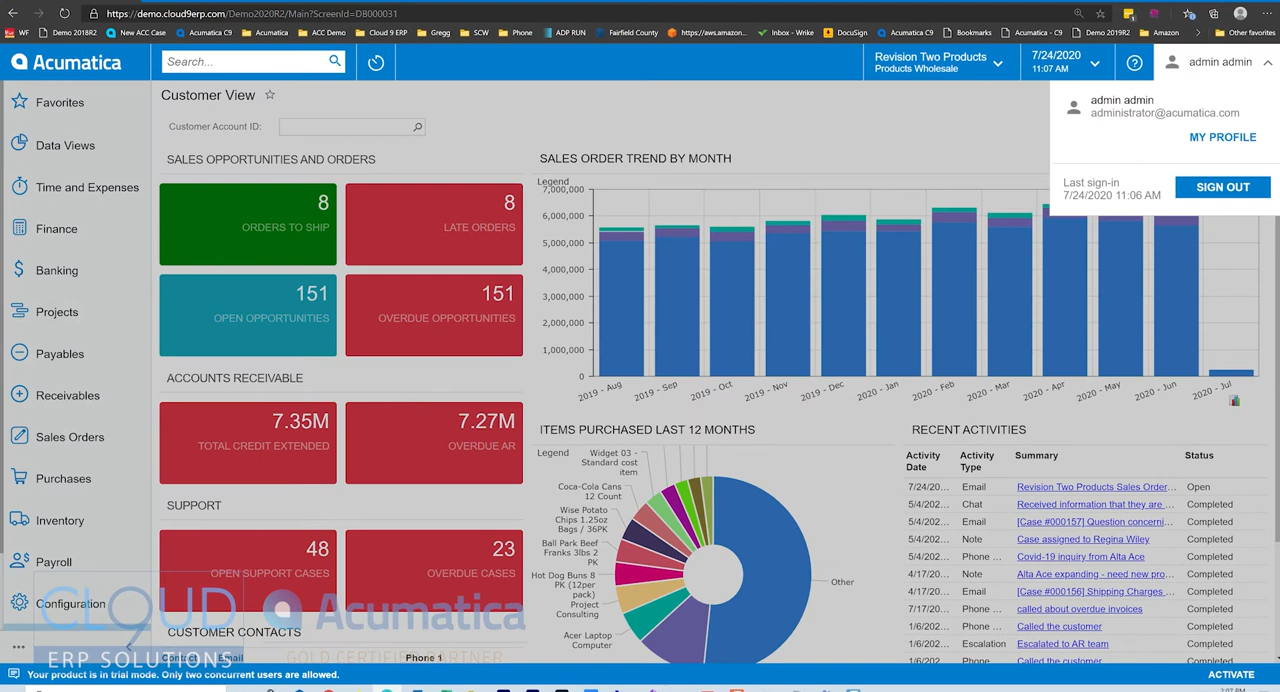 https://demo.cloud9erp.com/Demo2020R2/Main?ScreenId=DB000031
WF
Demo 2018R2
New ACC Case
Acumatica C9
Acumatica
ACC Demo
Cloud 9 ERP
Gregg
SCW
Phone
ADP RUN
Fairfield County
https://aws.amazon...
Inbox - Wrike
DocuSign
Acumatica C9
Bookmarks
Acumatica - C9
Demo 2019R2
Amazon
Other favorites
Acumatica
Search...
Revision Two Products
Products Wholesale
7/24/2020
11:07 AM
admin admin
admin admin
administrator@acumatica.com
MY PROFILE
Last sign-in
7/24/2020 11:06 AM
SIGN OUT
Favorites
Data Views
Time and Expenses
Finance
Banking
Projects
Payables
Receivables
Sales Orders
Purchases
Inventory
Payroll
Configuration
Customer View
Customer Account ID:
SALES OPPORTUNITIES AND ORDERS
8
ORDERS TO SHIP
8
LATE ORDERS
151
OPEN OPPORTUNITIES
151
OVERDUE OPPORTUNITIES
ACCOUNTS RECEIVABLE
7.35M
TOTAL CREDIT EXTENDED
7.27M
OVERDUE AR
SUPPORT
48
OPEN SUPPORT CASES
23
OVERDUE CASES
CUSTOMER CONTACTS
Contact
Email
Phone 1
SALES ORDER TREND BY MONTH
Legend
7,000,000
6,000,000
5,000,000
4,000,000
3,000,000
2,000,000
1,000,000
0
2019 - Aug
2019 - Sep
2019 - Oct
2019 - Nov
2019 - Dec
2020 - Jan
2020 - Feb
2020 - Mar
2020 - Apr
2020 - May
2020 - Jun
2020 - Jul
ITEMS PURCHASED LAST 12 MONTHS
Legend
Widget 03 -
Standard cost
item
Coca-Cola Cans
12 Count
Wise Potato
Chips 1.25oz
Bags / 36PK
Ball Park Beef
Franks 3lbs 2
PK
Hot Dog Buns 8
PK (12per
pack)
Project
Consulting
Acer Laptop
Computer
Other
RECENT ACTIVITIES
Activity Date
Activity Type
Summary
Status
7/24/20... Email Revision Two Products Sales Order... Open
5/4/202... Chat Received information that they are ... Completed
5/4/202... Email [Case #000157] Question concerni... Completed
5/4/202... Note Case assigned to Regina Wiley Completed
5/4/202... Phone ... Covid-19 inquiry from Alta Ace Completed
4/17/20... Note Alta Ace expanding - need new pro... Completed
4/17/20... Email [Case #000156] Shipping Charges ... Completed
7/17/20... Phone ... called about overdue invoices Completed
1/6/202... Phone ... Called the customer Completed
1/6/202... Escalation Escalated to AR team Completed
1/6/202... Phone ... Called the customer Completed
CLOUD
9
ERP SOLUTIONS
Acumatica
GOLD CERTIFIED PARTNER
Your product is in trial mode. Only two concurrent users are allowed.
ACTIVATE
2:07 PM